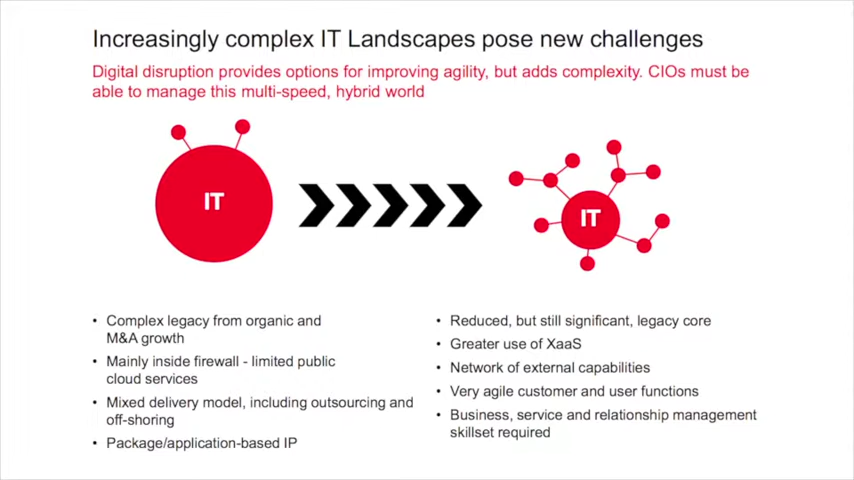 Increasingly complex IT Landscapes pose new challenges
Digital disruption provides options for improving agility, but adds complexity. CIOs must be
able to manage this multi-speed, hybrid world
IT
IT
• Complex legacy from organic and
M&A growth
• Mainly inside firewall - limited public
cloud services
• Mixed delivery model, including outsourcing and
off-shoring
• Package/application-based IP
• Reduced, but still significant, legacy core
• Greater use of XaaS
• Network of external capabilities
• Very agile customer and user functions
• Business, service and relationship management
skillset required